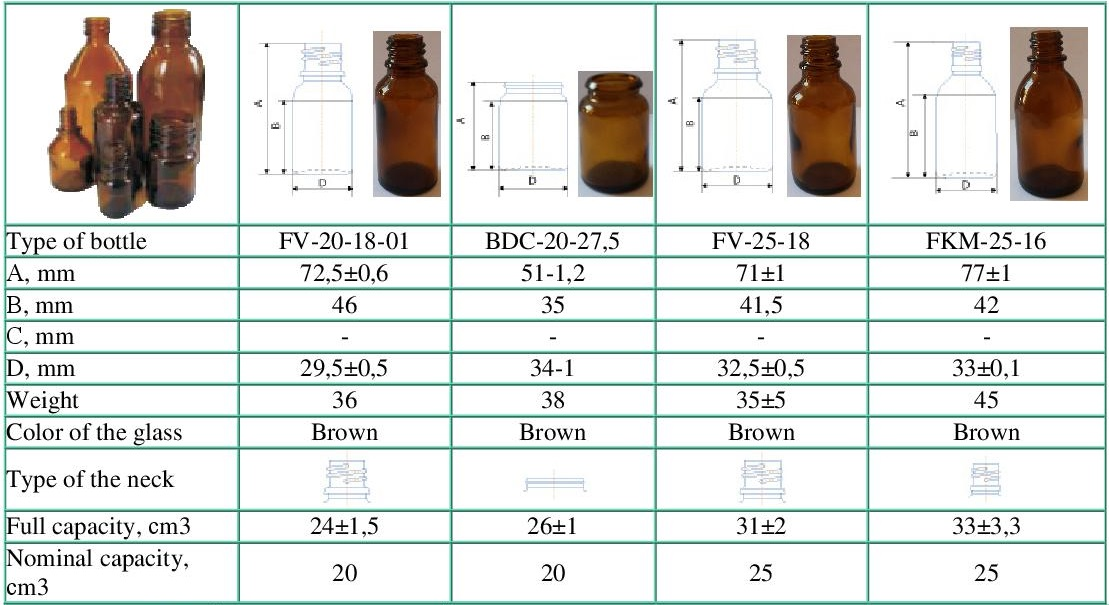 A B D A B D A B D A B D
Type of bottle FV-20-18-01 BDC-20-27,5 FV-25-18 FKM-25-16
A, mm 72,5±0,6 51-1,2 71±1 77±1
B, mm 46 35 41,5 42
C, mm - - - -
D, mm 29,5±0,5 34-1 32,5±0,5 33±0,1
Weight 36 38 35±5 45
Color of the glass Brown Brown Brown Brown
Type of the neck
Full capacity, cm3 24±1,5 26±1 31±2 33±3,3
Nominal capacity,
cm3 20 20 25 25